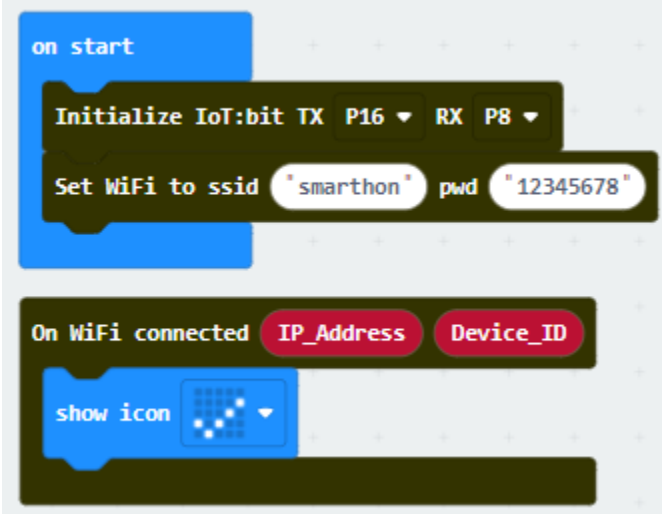 on start
Initialize IoT:bit TX P16 RX P8
Set WiFi to ssid "smarthon" pwd "12345678"
On WiFi connected IP_Address Device_ID
show icon